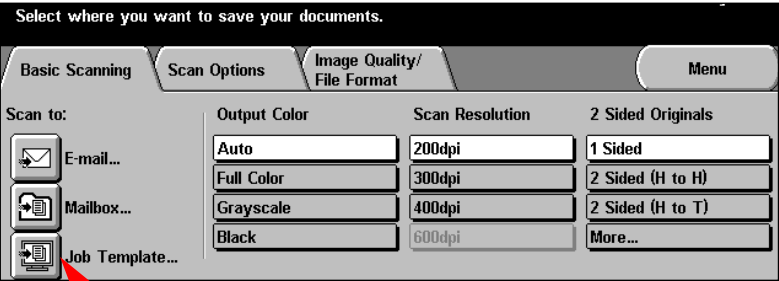 Select where you want to save your documents.
Basic Scanning
Scan Options
Image Quality/
File Format
Menu
Scan to:
E-mail...
Mailbox...
Job Template...
Output Color
Auto
Full Color
Grayscale
Black
Scan Resolution
200dpi
300dpi
400dpi
600dpi
2 Sided Originals
1 Sided
2 Sided (H to H)
2 Sided (H to T)
More...